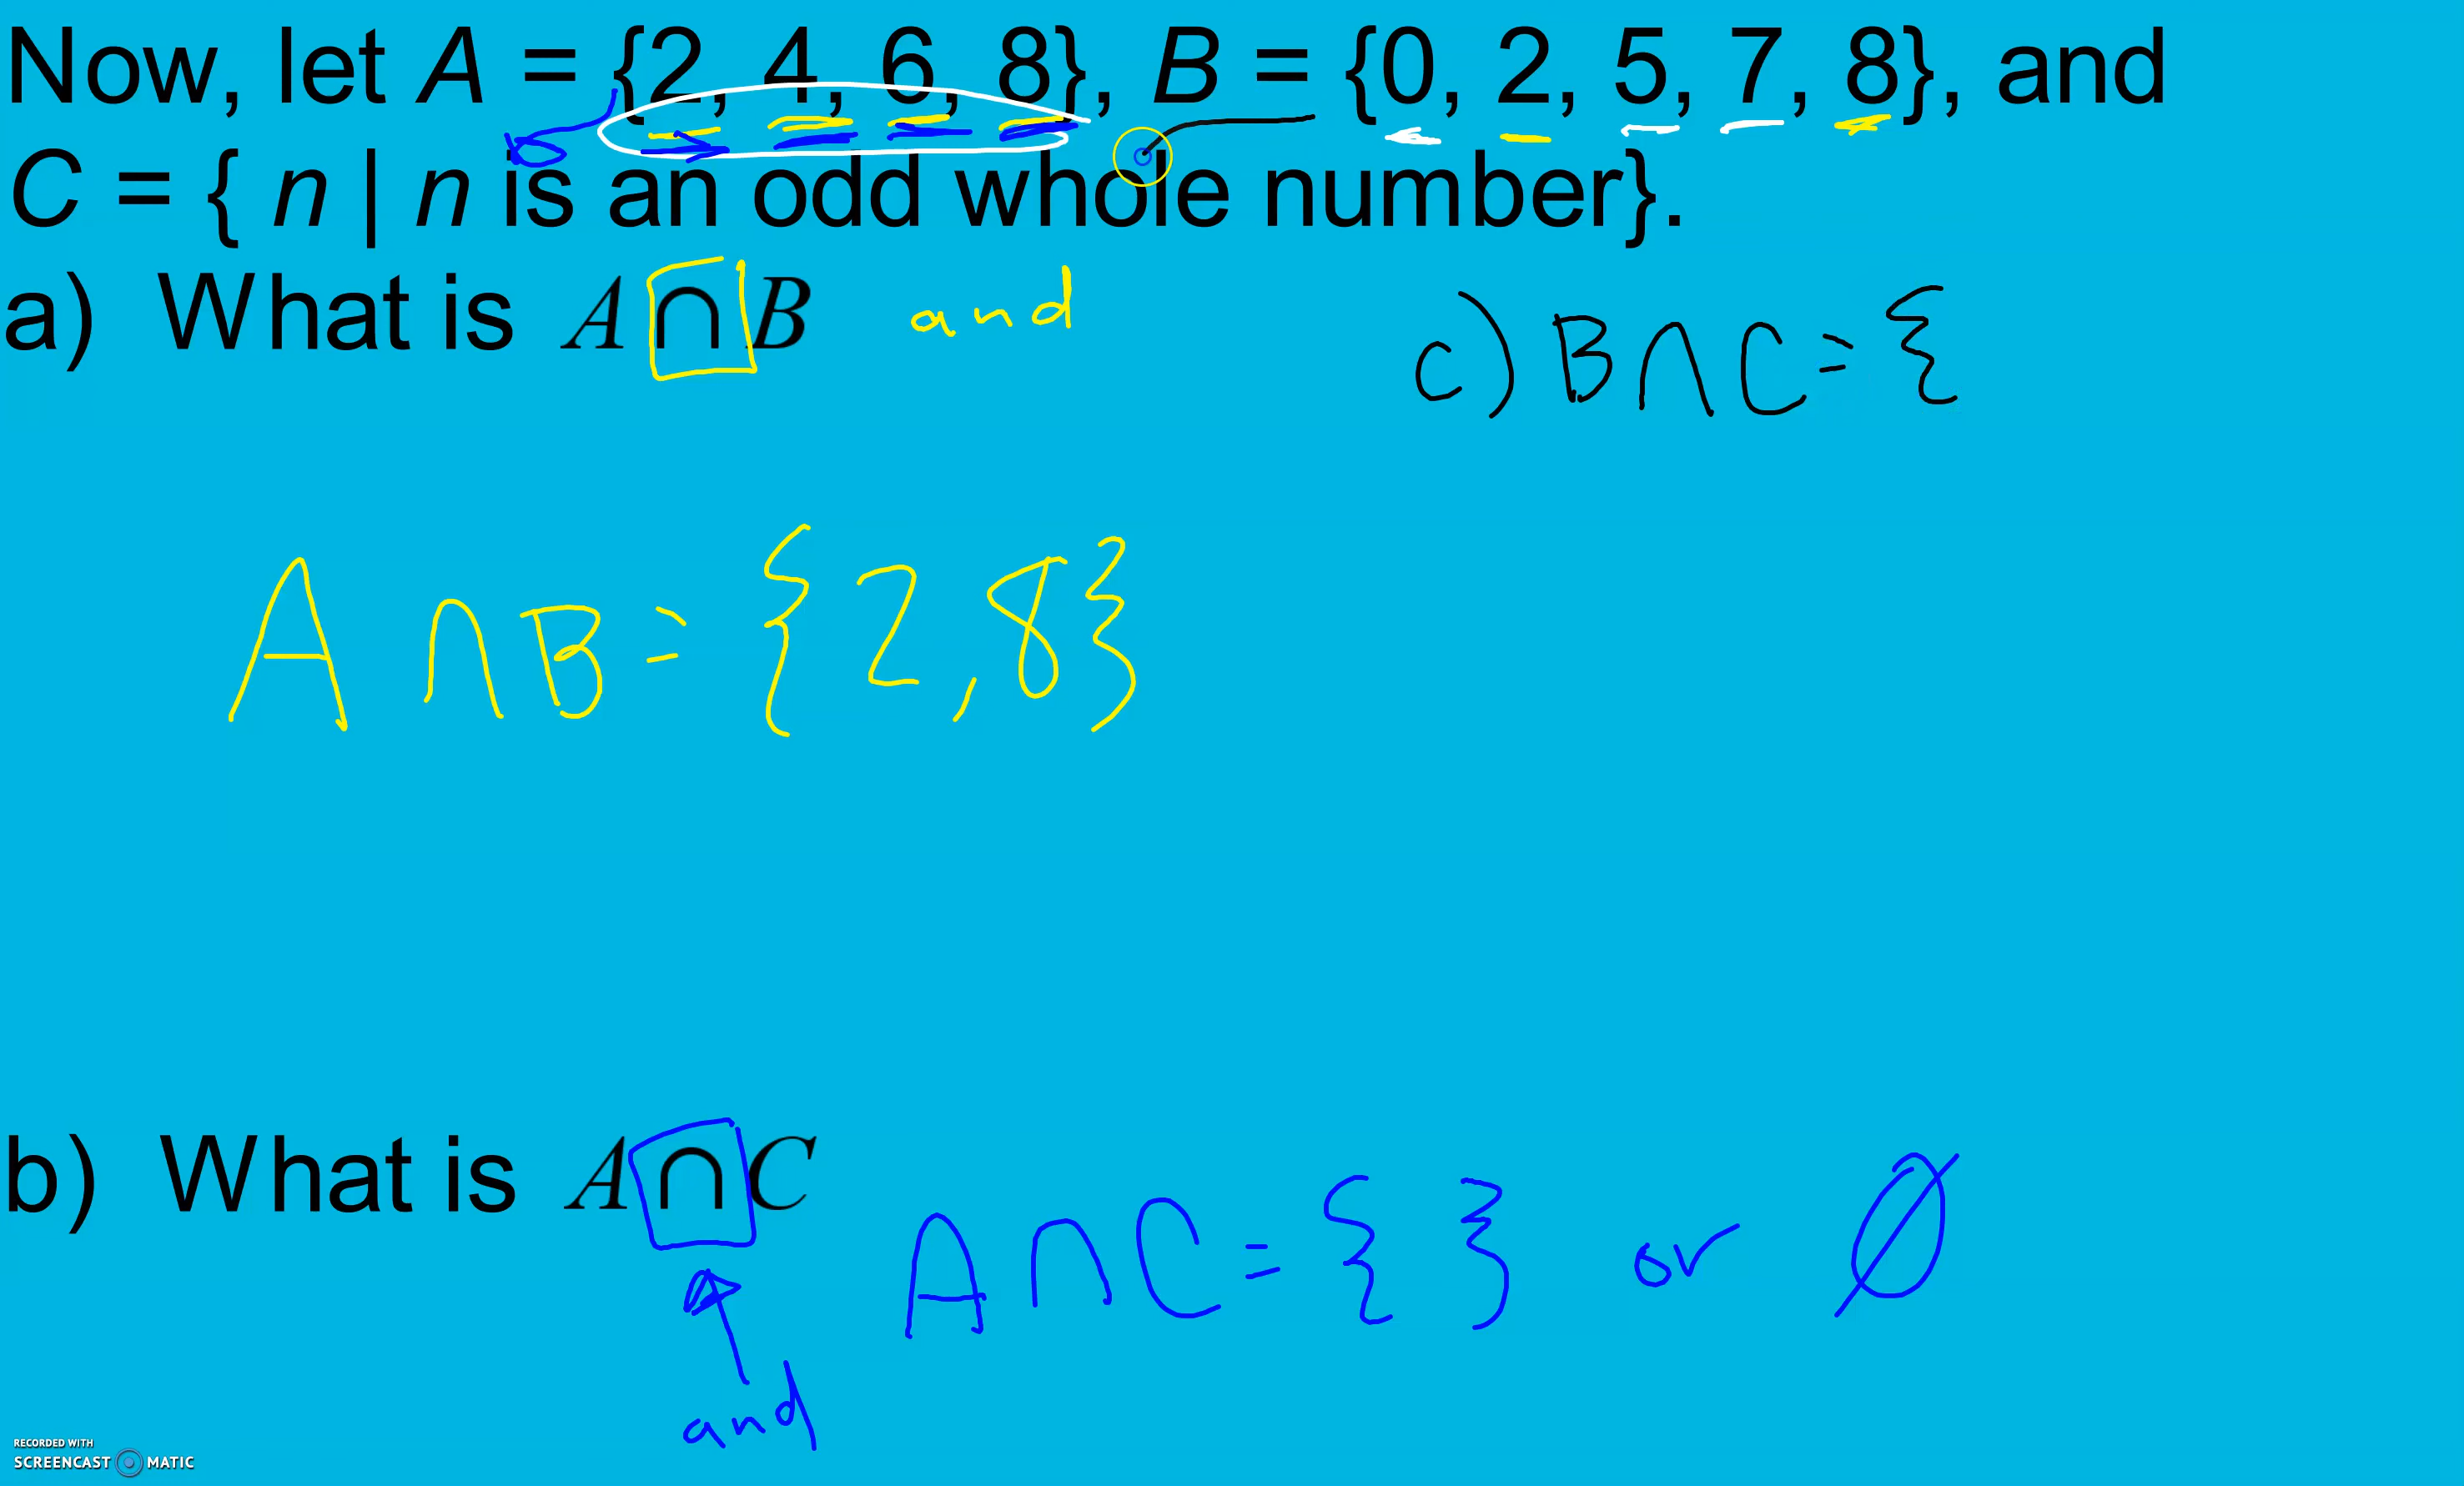 Now, let A = {2, 4, 6, 8}, B = {0, 2, 5, 7, 8}, and
C = { n | n is an odd whole number}.
a) What is A ∩ B and
c) B ∩ C = {
A ∩ B = {2, 8}
b) What is A ∩ C
A ∩ C = { } or Ø
and
RECORDED WITH
SCREENCAST MATIC